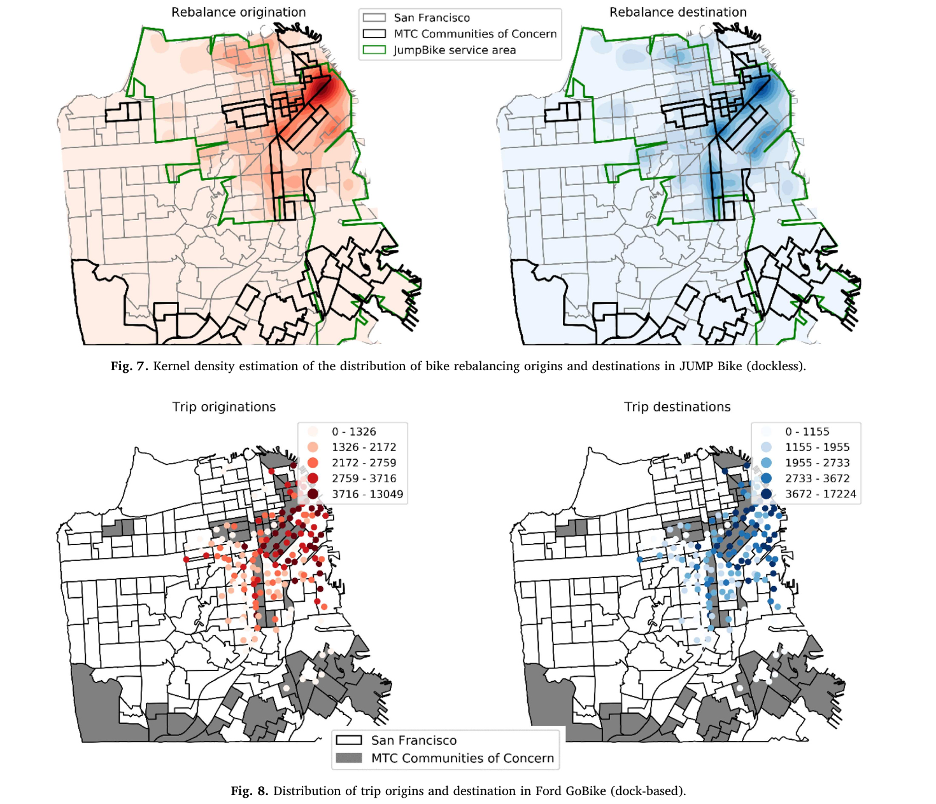 Rebalance origination
Rebalance destination
San Francisco
MTC Communities of Concern
JumpBike service area
Fig. 7. Kernel density estimation of the distribution of bike rebalancing origins and destinations in JUMP Bike (dockless).
Trip originations
Trip destinations
0 - 1326
1326 - 2172
2172 - 2759
2759 - 3716
3716 - 13049
0 - 1155
1155 - 1955
1955 - 2733
2733 - 3672
3672 - 17224
San Francisco
MTC Communities of Concern
Fig. 8. Distribution of trip origins and destination in Ford GoBike (dock-based).